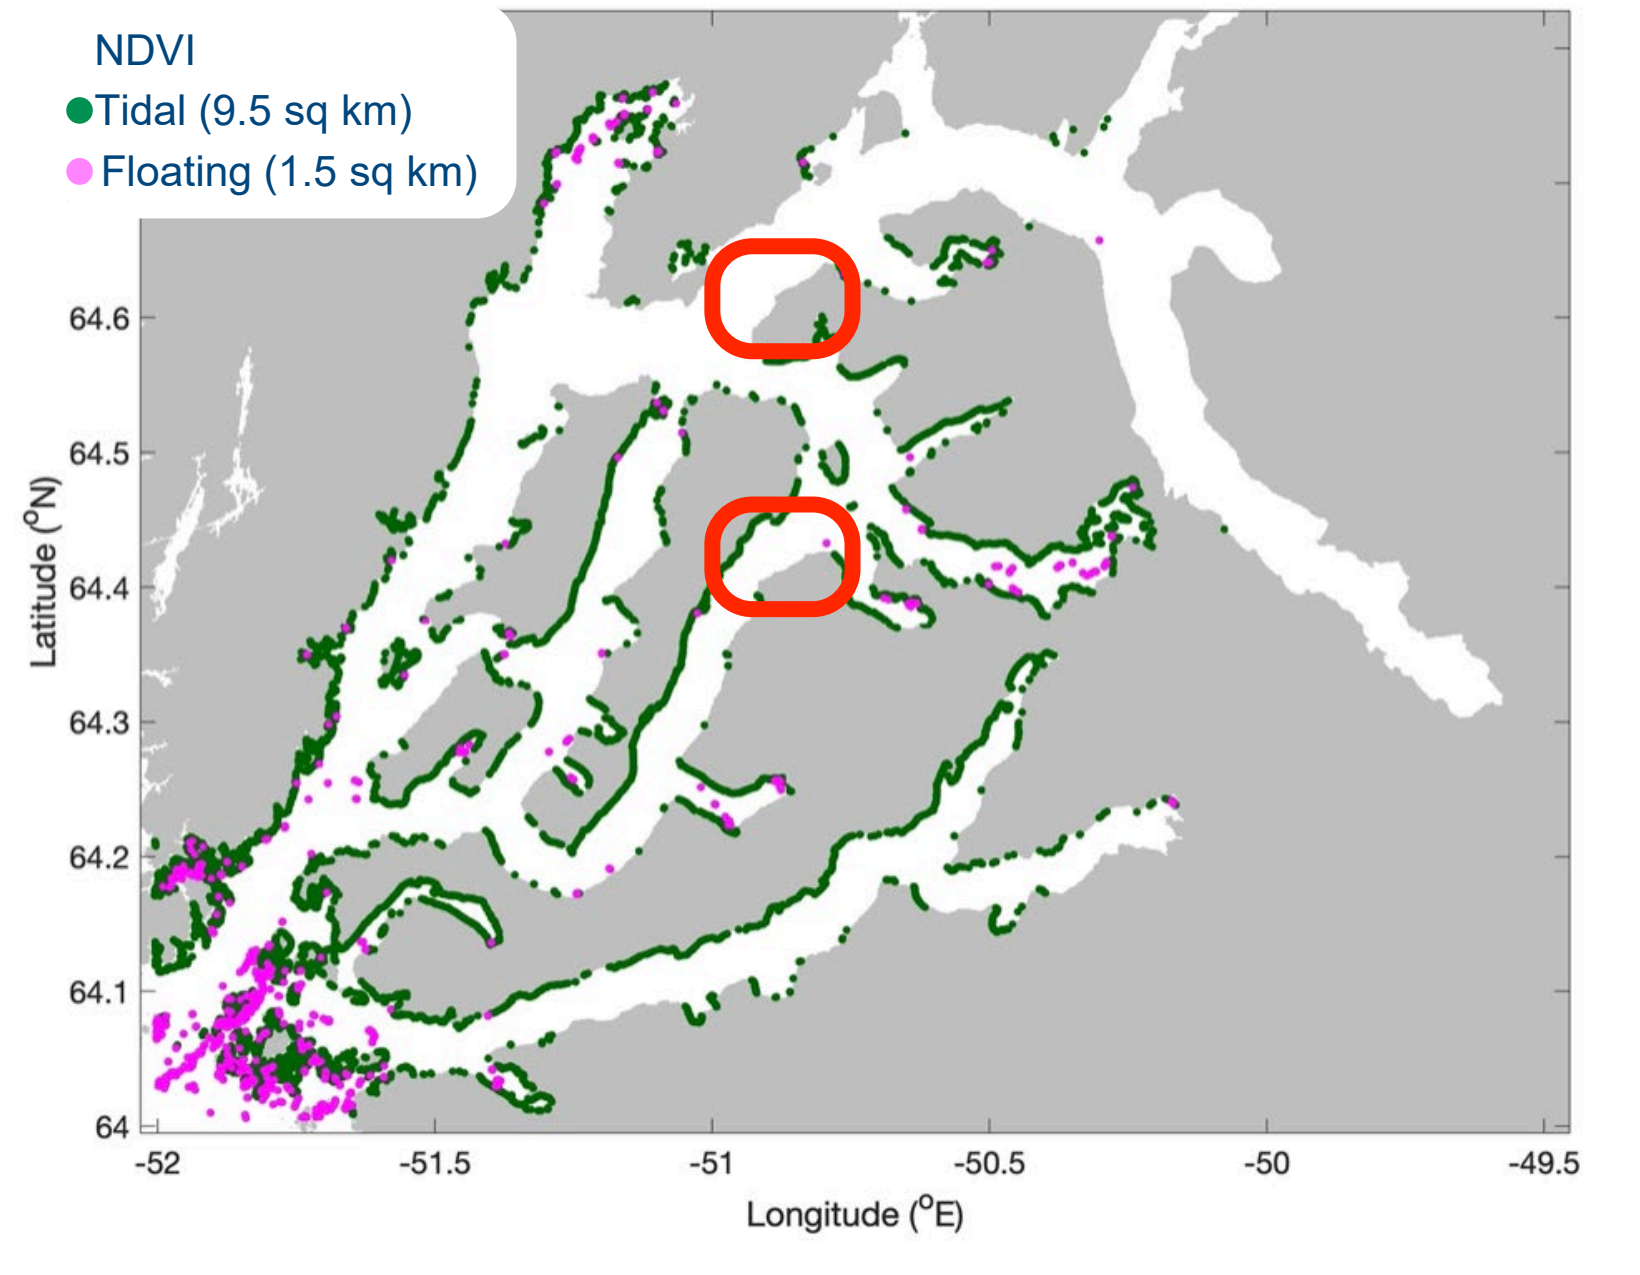 NDVI
Tidal (9.5 sq km)
Floating (1.5 sq km)
64.6
64.5
64.4
64.3
64.2
64.1
64
Latitude (°N)
-52 -51.5 -51 -50.5 -50 -49.5
Longitude (°E)